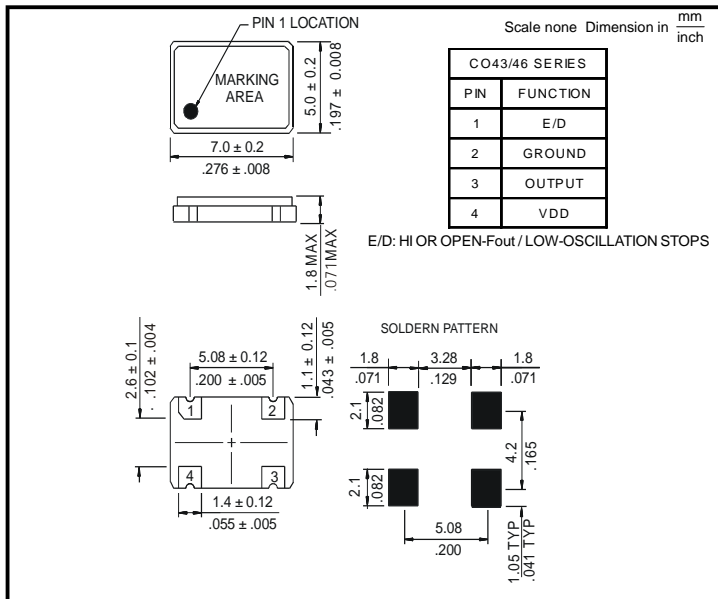 PIN 1 LOCATION
Scale none Dimension in mm
inch
MARKING
AREA
5.0 ± 0.2
.197 ± 0.008
7.0 ± 0.2
.276 ± .008
CO43/46 SERIES
PIN FUNCTION
1 E/D
2 GROUND
3 OUTPUT
4 VDD
E/D: HI OR OPEN-Fout / LOW-OSCILLATION STOPS
1.8 MAX
.071MAX
2.6 ± 0.1
.102 ± .004
5.08 ± 0.12
.200 ± .005
1.1 ± 0.12
.043 ± .005
1 2
4 3
1.4 ± 0.12
.055 ± .005
SOLDERN PATTERN
1.8 3.28 1.8
.071 .129 .071
2.1
.082
4.2
.165
2.1
.082
5.08
.200
1.05 TYP
.041 TYP